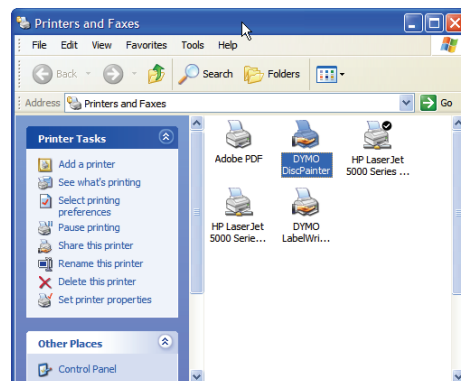 Printers and Faxes
File Edit View Favorites Tools Help
Back Search Folders
Address Printers and Faxes Go
Printer Tasks
Add a printer
See what's printing
Select printing
preferences
Pause printing
Share this printer
Rename this printer
Delete this printer
Set printer properties
Other Places
Control Panel
Adobe PDF
DYMO
DiscPainter
HP LaserJet
5000 Series ...
HP LaserJet
5000 Serie...
DYMO
LabelWri...